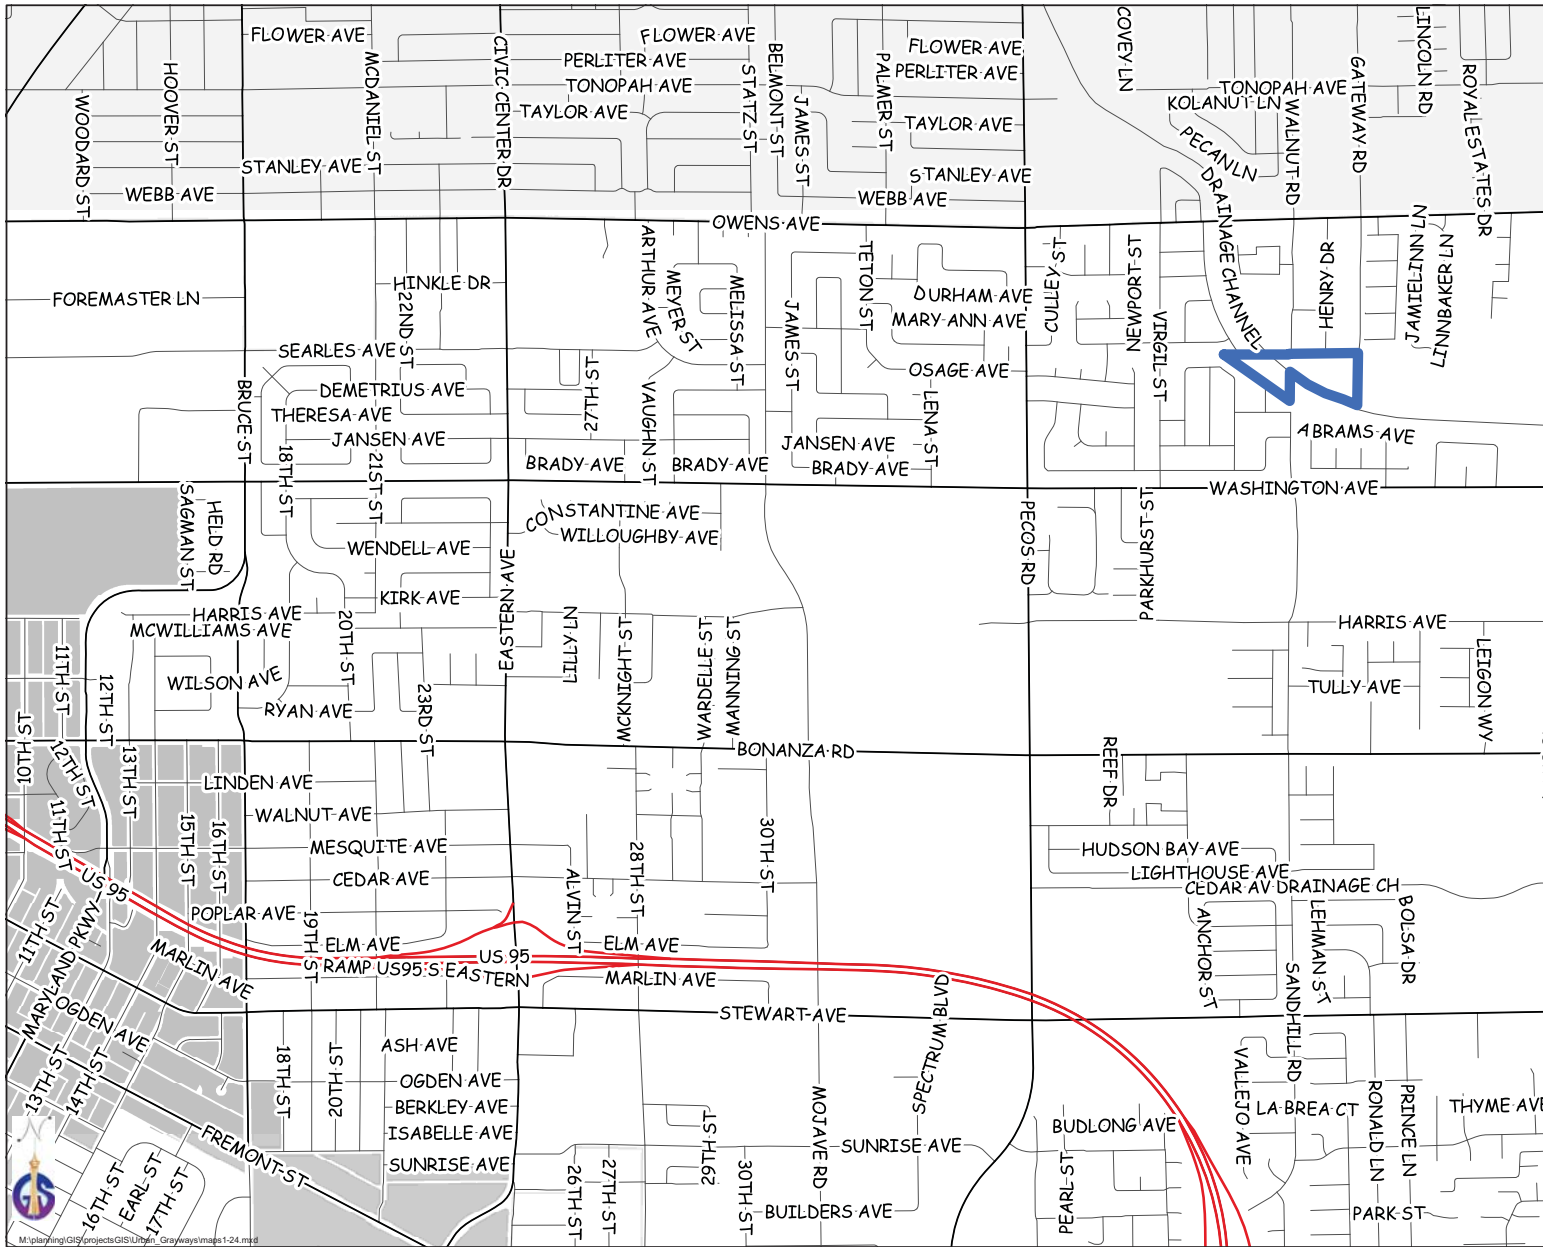 FLOWER AVE
FLOWER AVE
FLOWER AVE
COVEY LN
LINCOLN RD
HOOVER ST
MCDANIEL ST
CIVIC CENTER DR
PERLITER AVE
STATZ ST
BELMONT ST
PALMER ST
PERLITER AVE
GATEWAY RD
ROYAL ESTATES DR
WOODARD ST
TONOPAH AVE
JAMES ST
TONOPAH AVE
KOLANUT LN
WALNUT RD
TAYLOR AVE
TAYLOR AVE
PECAN LN
STANLEY AVE
STANLEY AVE
WEBB AVE
WEBB AVE
DRAINAGE CHANNEL
OWENS AVE
ARTHUR AVE
TETON ST
CULLEY ST
NEWPORT ST
HENRY DR
JAMIELINN LN
LINNBAKER LN
FOREMASTER LN
HINKLE DR
22ND ST
MEYER ST
MELISSA ST
JAMES ST
DURHAM AVE
MARY ANN AVE
VIRGIL ST
SEARLES AVE
OSAGE AVE
BRUCE ST
DEMETRIUS AVE
27TH ST
VAUGHN ST
LENA ST
THERESA AVE
JANSEN AVE
JANSEN AVE
ABRAMS AVE
18TH ST
21ST ST
BRADY AVE
BRADY AVE
BRADY AVE
WASHINGTON AVE
SAGMAN ST
HELD RD
CONSTANTINE AVE
PECOS RD
PARKHURST ST
WILLOUGHBY AVE
WENDELL AVE
EASTERN AVE
KIRK AVE
HARRIS AVE
HARRIS AVE
MCWILLIAMS AVE
20TH ST
LILLY LN
MCKNIGHT ST
WARDELLE ST
MANNING ST
LEIGON WY
11TH ST
12TH ST
WILSON AVE
23RD ST
TULLY AVE
RYAN AVE
10TH ST
12TH ST
13TH ST
BONANZA RD
REEF DR
LINDEN AVE
11TH ST
15TH ST
16TH ST
WALNUT AVE
30TH ST
MESQUITE AVE
28TH ST
HUDSON BAY AVE
US 95
CEDAR AVE
ALVIN ST
LIGHTHOUSE AVE
CEDAR AV DRAINAGE CH
11TH ST
MARYLAND PKWY
POPLAR AVE
19TH ST
ANCHOR ST
LEHMAN ST
BOLSA DR
MARLIN AVE
ELM AVE
US 95
ELM AVE
RAMP US95 S EASTERN
MARLIN AVE
SPECTRUM BLVD
SANDHILL RD
OGDEN AVE
STEWART AVE
13TH ST
14TH ST
18TH ST
20TH ST
ASH AVE
VALLEJO AVE
OGDEN AVE
MOJAVE RD
RONALD LN
PRINCE LN
BERKLEY AVE
LA BREA CT
THYME AVE
FREMONT ST
ISABELLE AVE
29TH ST
BUDLONG AVE
SUNRISE AVE
SUNRISE AVE
16TH ST
EARL ST
17TH ST
26TH ST
27TH ST
30TH ST
PEARL ST
BUILDERS AVE
PARK ST
N
GIS
M:\planning\GIS\projectsGIS\Urban_Grayways\maps1-24.mxd